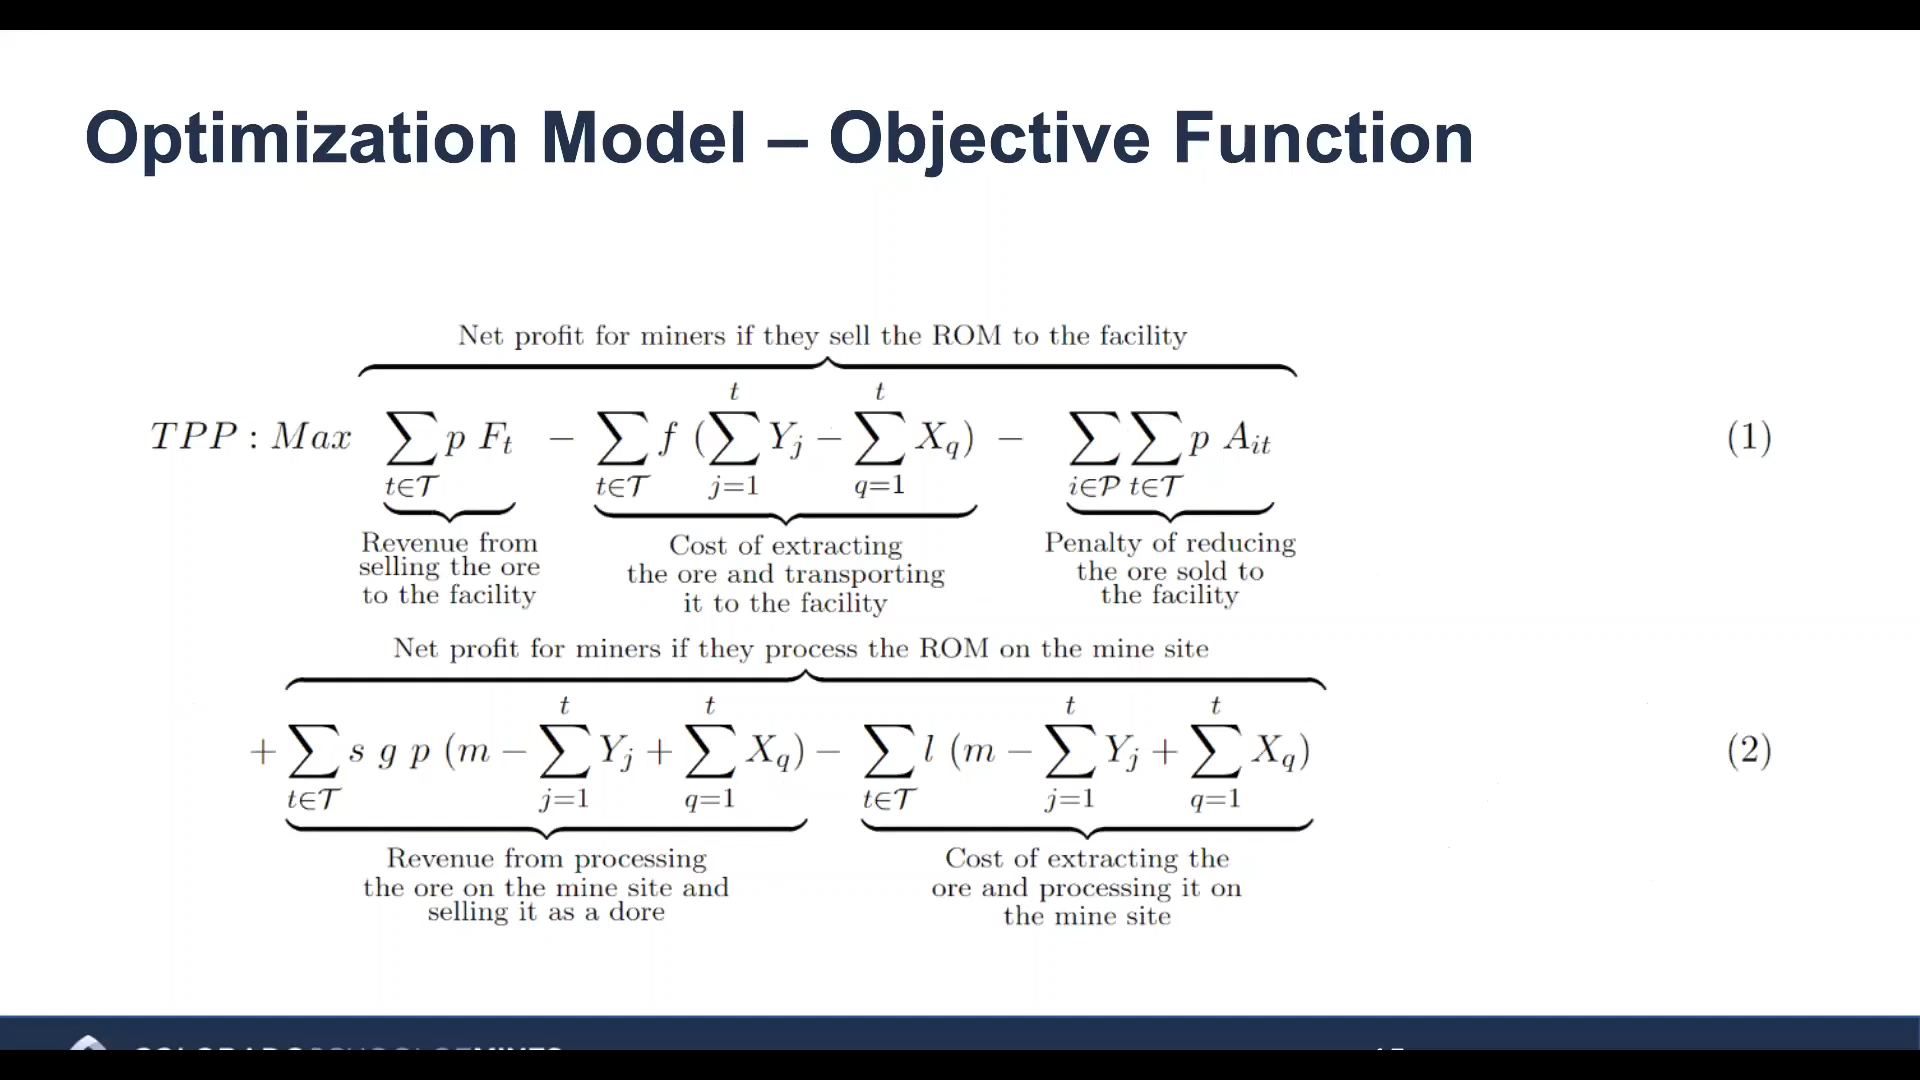 Optimization Model – Objective Function
Net profit for miners if they sell the ROM to the facility
TPP : Max ∑_{t∈𝒯} p F_t − ∑_{t∈𝒯} f (∑_{j=1}^{t} Y_j − ∑_{q=1}^{t} X_q) − ∑_{i∈𝒫} ∑_{t∈𝒯} p A_{it} (1)
Revenue from
selling the ore
to the facility
Cost of extracting
the ore and transporting
it to the facility
Penalty of reducing
the ore sold to
the facility
Net profit for miners if they process the ROM on the mine site
+ ∑_{t∈𝒯} s g p (m − ∑_{j=1}^{t} Y_j + ∑_{q=1}^{t} X_q) − ∑_{t∈𝒯} l (m − ∑_{j=1}^{t} Y_j + ∑_{q=1}^{t} X_q) (2)
Revenue from processing
the ore on the mine site and
selling it as a dore
Cost of extracting the
ore and processing it on
the mine site